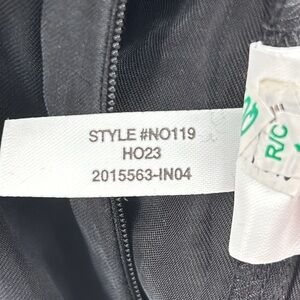 STYLE #NO119
HO23
2015563-IN04
R/C